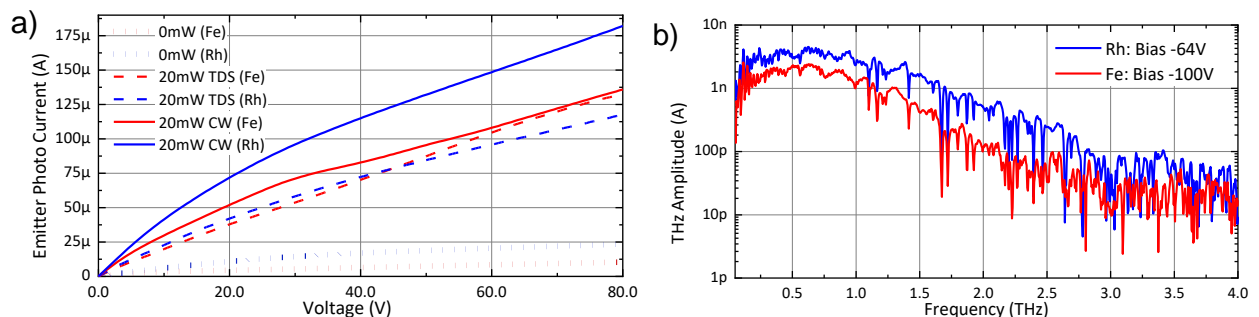 a)
Emitter Photo Current (A)
175µ
150µ
125µ
100µ
75µ
50µ
25µ
0
0mW (Fe)
0mW (Rh)
20mW TDS (Fe)
20mW TDS (Rh)
20mW CW (Fe)
20mW CW (Rh)
0.0
20.0
40.0
60.0
80.0
Voltage (V)
b)
THz Amplitude (A)
10n
1n
100p
10p
1p
Rh: Bias -64V
Fe: Bias -100V
0.5
1.0
1.5
2.0
2.5
3.0
3.5
4.0
Frequency (THz)